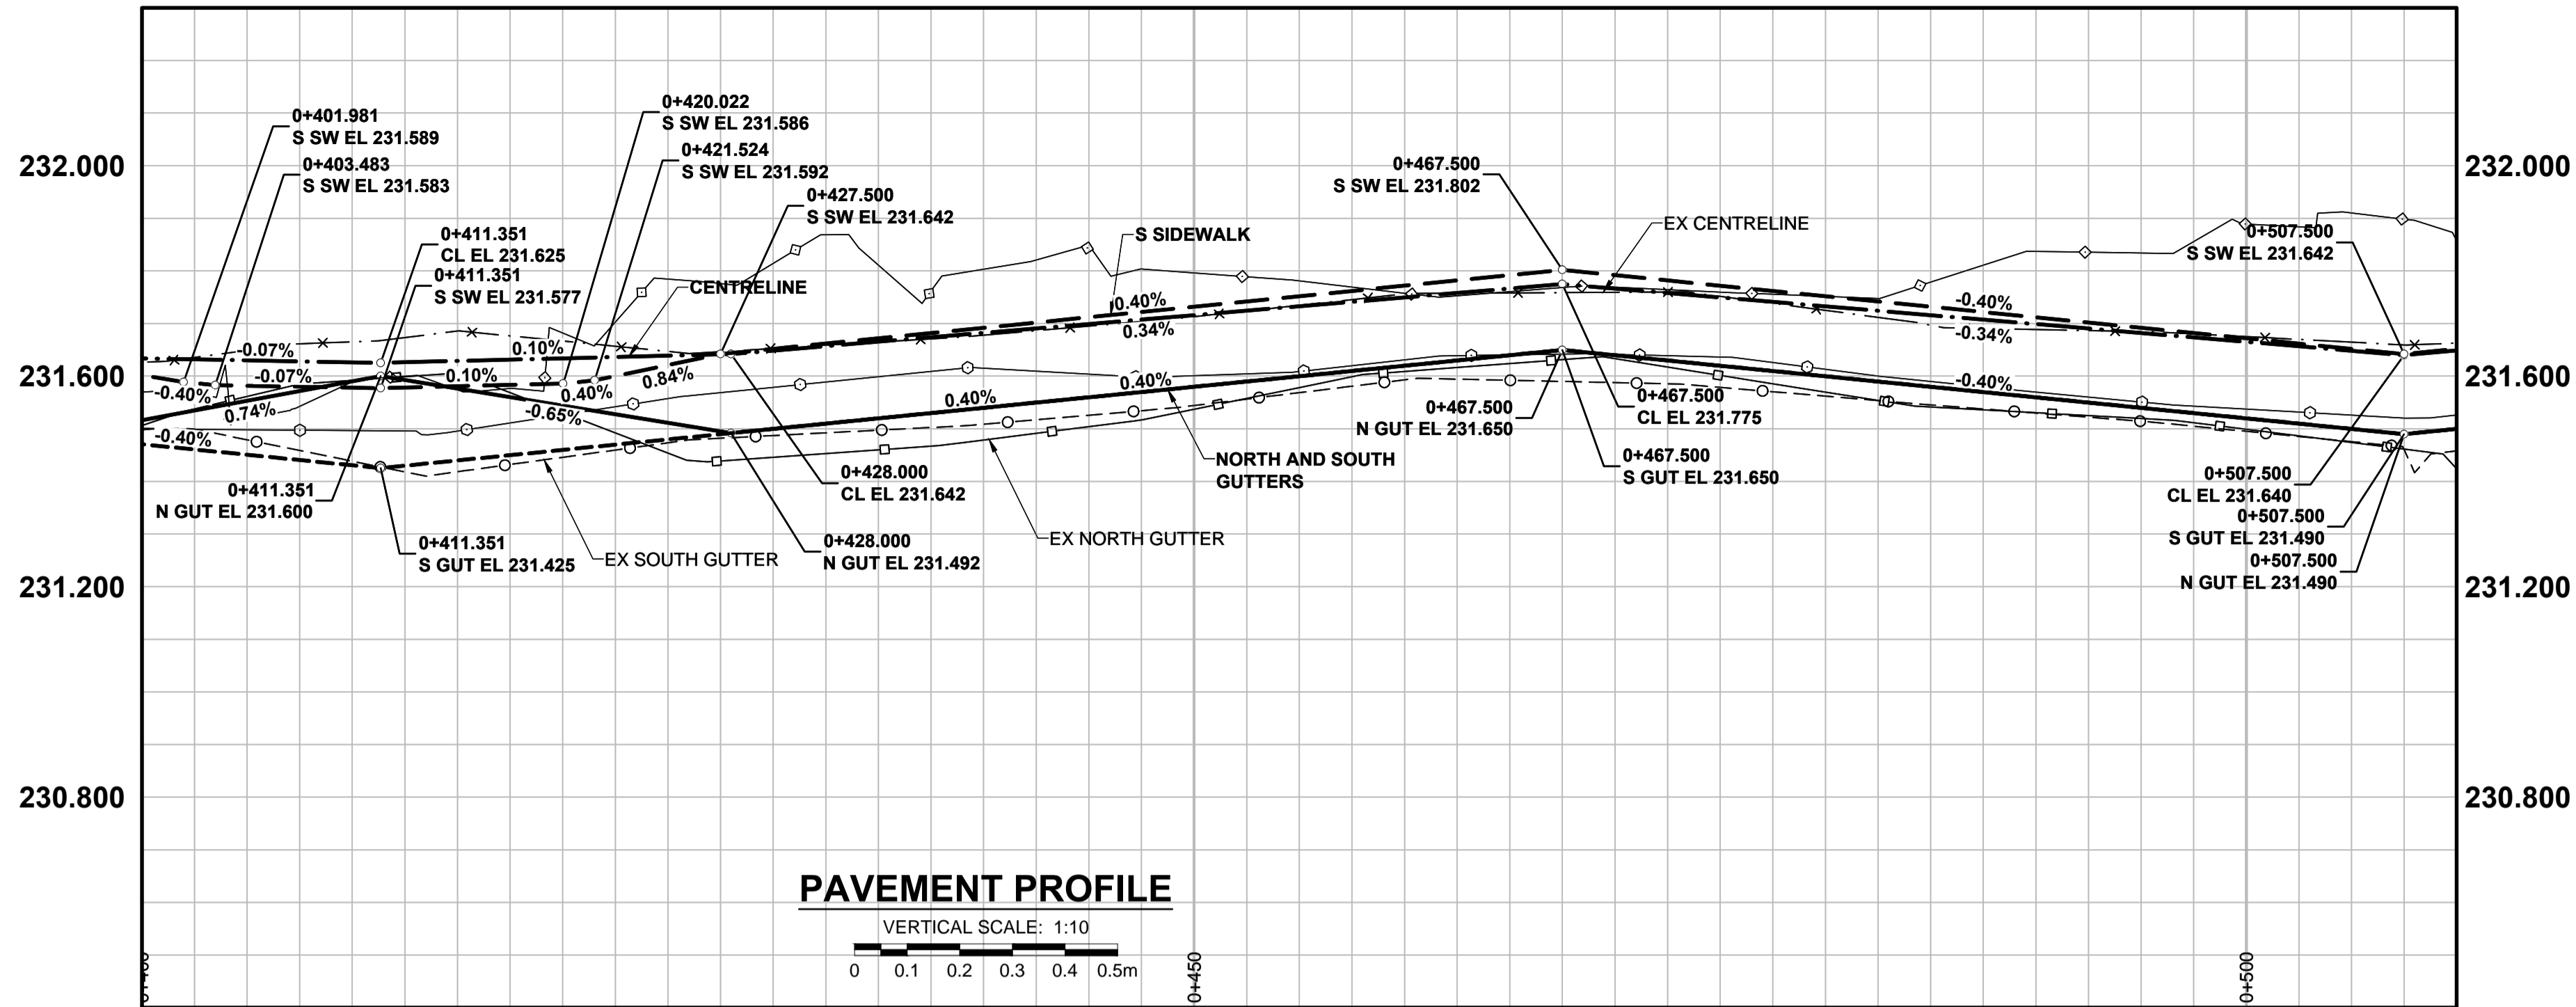 0+401.981
S SW EL 231.589
0+403.483
S SW EL 231.583
0+420.022
S SW EL 231.586
0+421.524
S SW EL 231.592
0+427.500
S SW EL 231.642
0+411.351
CL EL 231.625
0+411.351
S SW EL 231.577
232.000
232.000
0+467.500
S SW EL 231.802
S SIDEWALK
EX CENTRELINE
0+507.500
S SW EL 231.642
CENTRELINE
0.40%
0.34%
-0.40%
-0.34%
-0.07%
0.10%
231.600
231.600
-0.07%
0.10%
0.84%
-0.40%
0.40%
0.74%
-0.65%
0.40%
0.40%
-0.40%
-0.40%
0+467.500
N GUT EL 231.650
0+467.500
CL EL 231.775
0+467.500
S GUT EL 231.650
NORTH AND SOUTH
GUTTERS
0+428.000
CL EL 231.642
0+411.351
N GUT EL 231.600
0+411.351
S GUT EL 231.425
EX SOUTH GUTTER
0+428.000
N GUT EL 231.492
EX NORTH GUTTER
0+507.500
CL EL 231.640
0+507.500
S GUT EL 231.490
0+507.500
N GUT EL 231.490
231.200
231.200
230.800
230.800
PAVEMENT PROFILE
VERTICAL SCALE: 1:10
0 0.1 0.2 0.3 0.4 0.5m
0+450
0+500